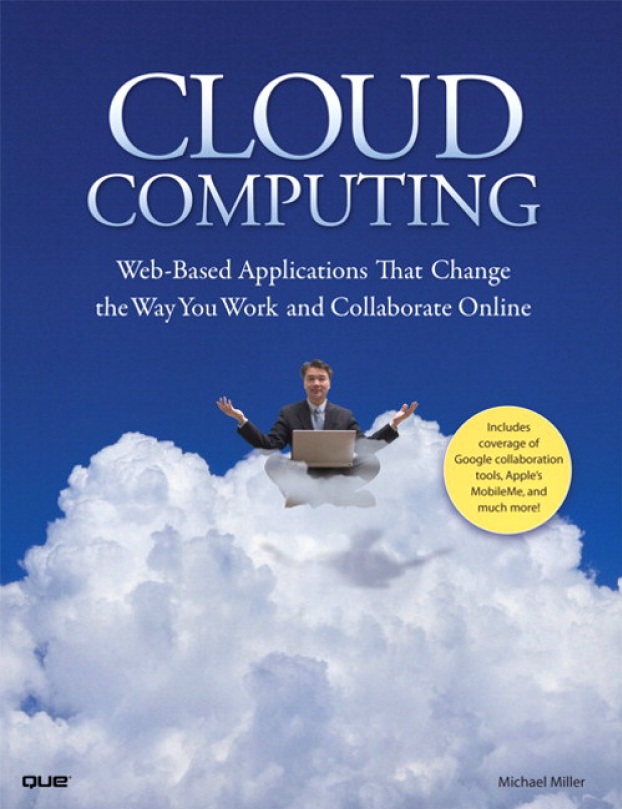 CLOUD
COMPUTING
Web-Based Applications That Change
the Way You Work and Collaborate Online
Includes
coverage of
Google collaboration
tools, Apple's
MobileMe, and
much more!
QUE®
Michael Miller